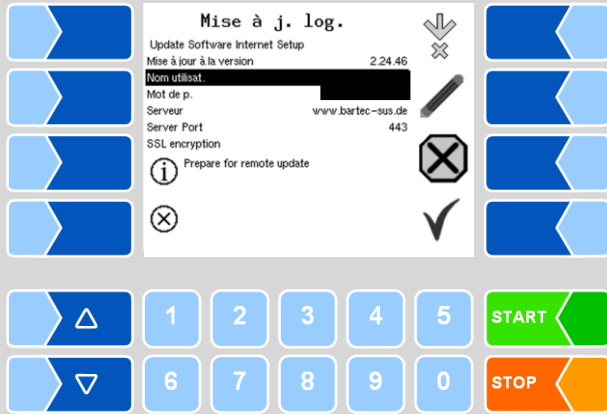 Mise à j. log.
Update Software Internet Setup
Mise à jour à la version 2.24.46
Nom utilisat.
Mot de p.
Serveur www.bartec-sus.de
Server Port 443
SSL encryption
Prepare for remote update
1 2 3 4 5 START
6 7 8 9 0 STOP